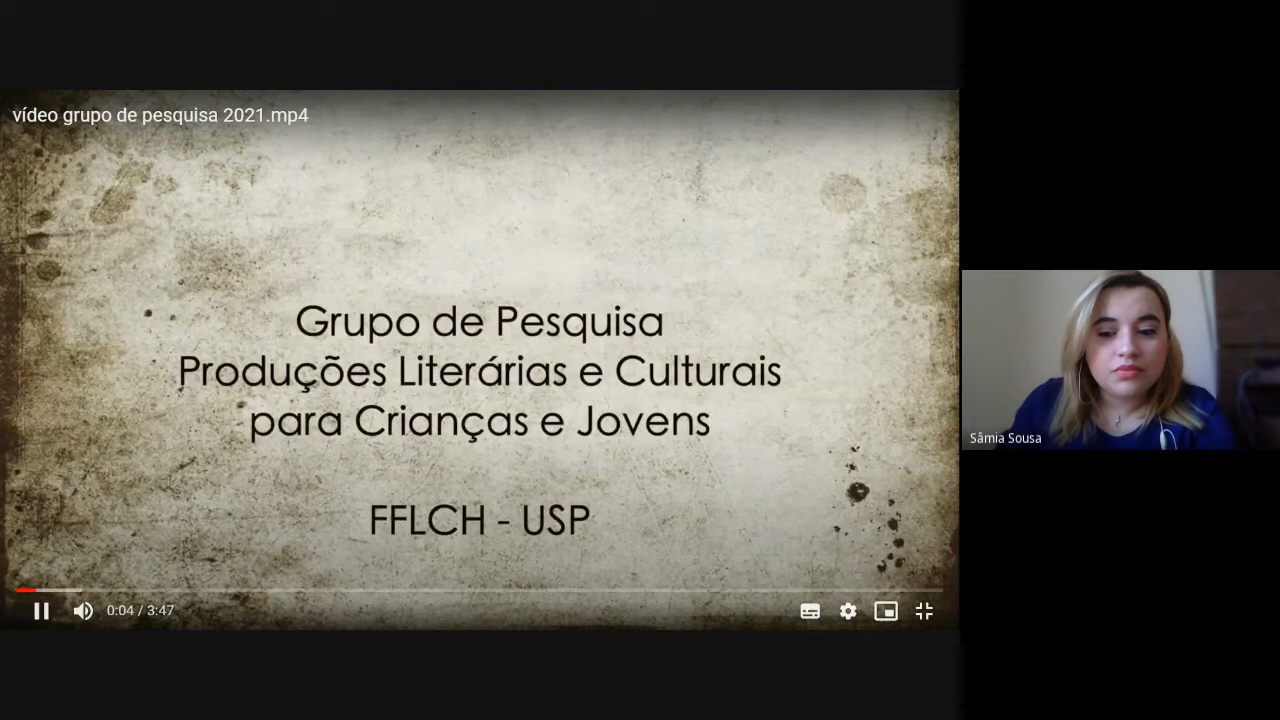 vídeo grupo de pesquisa 2021.mp4
Grupo de Pesquisa
Produções Literárias e Culturais
para Crianças e Jovens
FFLCH - USP
0:04 / 3:47
Sâmia Sousa